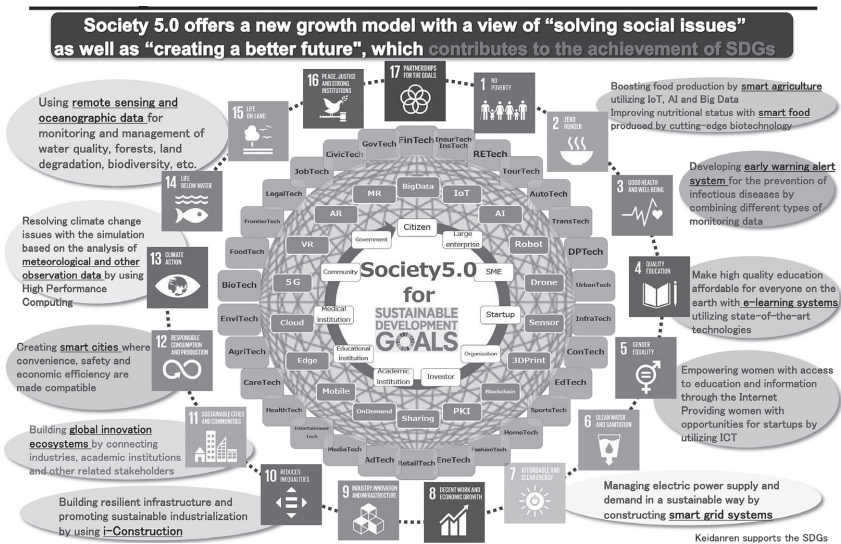 Society 5.0 offers a new growth model with a view of “solving social issues”
as well as “creating a better future", which contributes to the achievement of SDGs
17 PARTNERSHIPS
FOR THE GOALS
1 NO
POVERTY
2 ZERO
HUNGER
3 GOOD HEALTH
AND WELL-BEING
4 QUALITY
EDUCATION
5 GENDER
EQUALITY
6 CLEAN WATER
AND SANITATION
7 AFFORDABLE AND
CLEAN ENERGY
8 DECENT WORK AND
ECONOMIC GROWTH
9 INDUSTRY, INNOVATION
AND INFRASTRUCTURE
10 REDUCED
INEQUALITIES
11 SUSTAINABLE CITIES
AND COMMUNITIES
12 RESPONSIBLE
CONSUMPTION
AND PRODUCTION
13 CLIMATE
ACTION
14 LIFE
BELOW WATER
15 LIFE
ON LAND
16 PEACE, JUSTICE
AND STRONG
INSTITUTIONS
Boosting food production by smart agriculture
utilizing IoT, AI and Big Data
Improving nutritional status with smart food
produced by cutting-edge biotechnology
Developing early warning alert
system for the prevention of
infectious diseases by
combining different types of
monitoring data
Make high quality education
affordable for everyone on the
earth with e-learning systems
utilizing state-of-the-art
technologies
Empowering women with access
to education and information
through the Internet
Providing women with
opportunities for startups by
utilizing ICT
Managing electric power supply and
demand in a sustainable way by
constructing smart grid systems
Building resilient infrastructure and
promoting sustainable industrialization
by using i-Construction
Building global innovation
ecosystems by connecting
industries, academic institutions
and other related stakeholders
Creating smart cities where
convenience, safety and
economic efficiency are
made compatible
Resolving climate change
issues with the simulation
based on the analysis of
meteorological and other
observation data by using
High Performance
Computing
Using remote sensing and
oceanographic data for
monitoring and management of
water quality, forests, land
degradation, biodiversity, etc.
FinTech
InsurTech
InsTech
RETech
TourTech
AutoTech
TransTech
DPTech
UrbanTech
InfraTech
ConTech
EdTech
SportsTech
HomeTech
FashionTech
EneTech
RetailTech
AdTech
MediaTech
Entertainment
Tech
HealthTech
CareTech
AgriTech
EnviTech
BioTech
FoodTech
FrontierTech
LegalTech
JobTech
CivicTech
GovTech
BigData
IoT
AI
Robot
Drone
Sensor
3DPrint
Blockchain
PKI
Sharing
OnDemand
Mobile
Edge
Cloud
5G
VR
AR
MR
Citizen
Large
enterprise
SME
Startup
Organization
Investor
Academic
institution
Educational
institution
Medical
institution
Community
Government
Society5.0
for
SUSTAINABLE
DEVELOPMENT
GOALS
Keidanren supports the SDGs